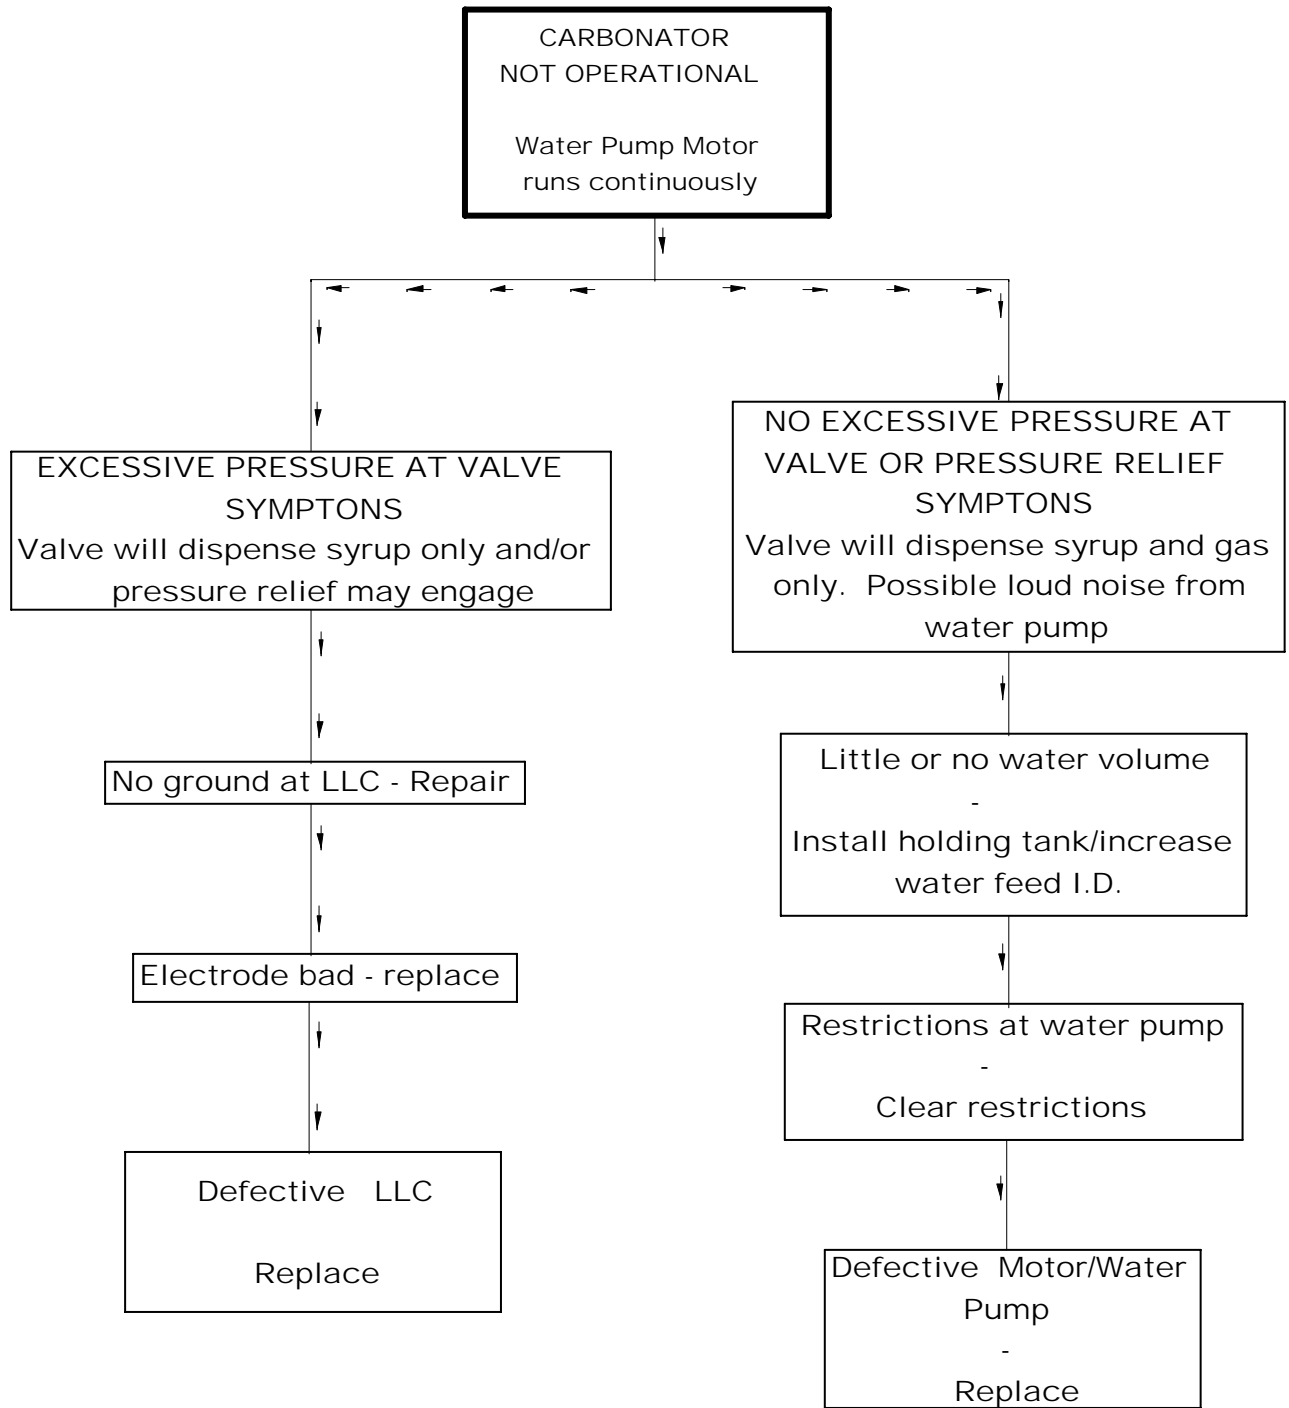 CARBONATOR
NOT OPERATIONAL
Water Pump Motor
runs continuously
EXCESSIVE PRESSURE AT VALVE
SYMPTONS
Valve will dispense syrup only and/or
pressure relief may engage
No ground at LLC - Repair
Electrode bad - replace
Defective LLC
Replace
NO EXCESSIVE PRESSURE AT
VALVE OR PRESSURE RELIEF
SYMPTONS
Valve will dispense syrup and gas
only. Possible loud noise from
water pump
Little or no water volume
-
Install holding tank/increase
water feed I.D.
Restrictions at water pump
-
Clear restrictions
Defective Motor/Water
Pump
-
Replace